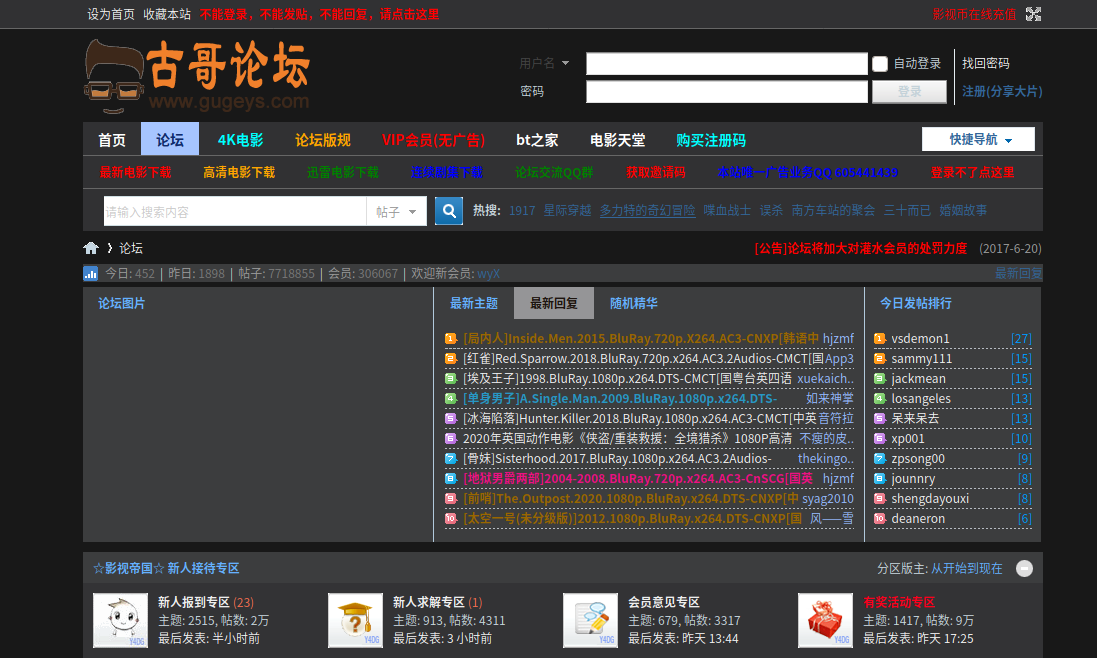 设为首页 收藏本站 不能登录，不能发贴，不能回复，请点击这里 影视币在线充值
古哥论坛
www.gugeys.com
用户名 自动登录 找回密码
密码 登录 注册(分享大片)
首页 论坛 4K电影 论坛版规 VIP会员(无广告) bt之家 电影天堂 购买注册码 快捷导航
最新电影下载 高清电影下载 迅雷电影下载 连续剧集下载 论坛交流QQ群 获取邀请码 本站唯一广告业务QQ 605441439 登录不了点这里
请输入搜索内容 帖子 热搜: 1917 星际穿越 多力特的奇幻冒险 喋血战士 误杀 南方车站的聚会 三十而已 婚姻故事
论坛 [公告]论坛将加大对灌水会员的处罚力度 (2017-6-20)
今日: 452 | 昨日: 1898 | 帖子: 7718855 | 会员: 306067 | 欢迎新会员: wyX 最新回复
论坛图片 最新主题 最新回复 随机精华 今日发帖排行
1 [局内人]Inside.Men.2015.BluRay.720p.X264.AC3-CNXP[韩语中 hjzmf 1 vsdemon1 [27]
2 [红雀]Red.Sparrow.2018.BluRay.720p.x264.AC3.2Audios-CMCT[国 App3 2 sammy111 [15]
3 [埃及王子]1998.BluRay.1080p.x264.DTS-CMCT[国粤台英四语 xuekaich.. 3 jackmean [15]
4 [单身男子]A.Single.Man.2009.BluRay.1080p.x264.DTS- 如来神掌 4 losangeles [13]
5 [冰海陷落]Hunter.Killer.2018.BluRay.1080p.x264.AC3-CMCT[中英 音符拉 5 呆来呆去 [13]
6 2020年英国动作电影《侠盗/重装救援：全境猎杀》1080P高清 不瘦的皮.. 6 xp001 [10]
7 [骨妹]Sisterhood.2017.BluRay.1080p.x264.AC3.2Audios- thekingo.. 7 zpsong00 [9]
8 [地狱男爵两部]2004-2008.BluRay.720p.x264.AC3-CnSCG[国英 hjzmf 8 jounnry [8]
9 [前哨]The.Outpost.2020.1080p.BluRay.x264.DTS-CNXP[中 syag2010 9 shengdayouxi [8]
10 [太空一号(未分级版)]2012.1080p.BluRay.x264.DTS-CNXP[国 风——雪 10 deaneron [6]
☆影视帝国☆ 新人接待专区 分区版主: 从开始到现在
新人报到专区 (23) 新人求解专区 (1) 会员意见专区 有奖活动专区
主题: 2515, 帖数: 2万 主题: 913, 帖数: 4311 主题: 679, 帖数: 3317 主题: 1417, 帖数: 9万
最后发表: 半小时前 最后发表: 3 小时前 最后发表: 昨天 13:44 最后发表: 昨天 17:25
Y4DG Y4DG Y4DG Y4DG